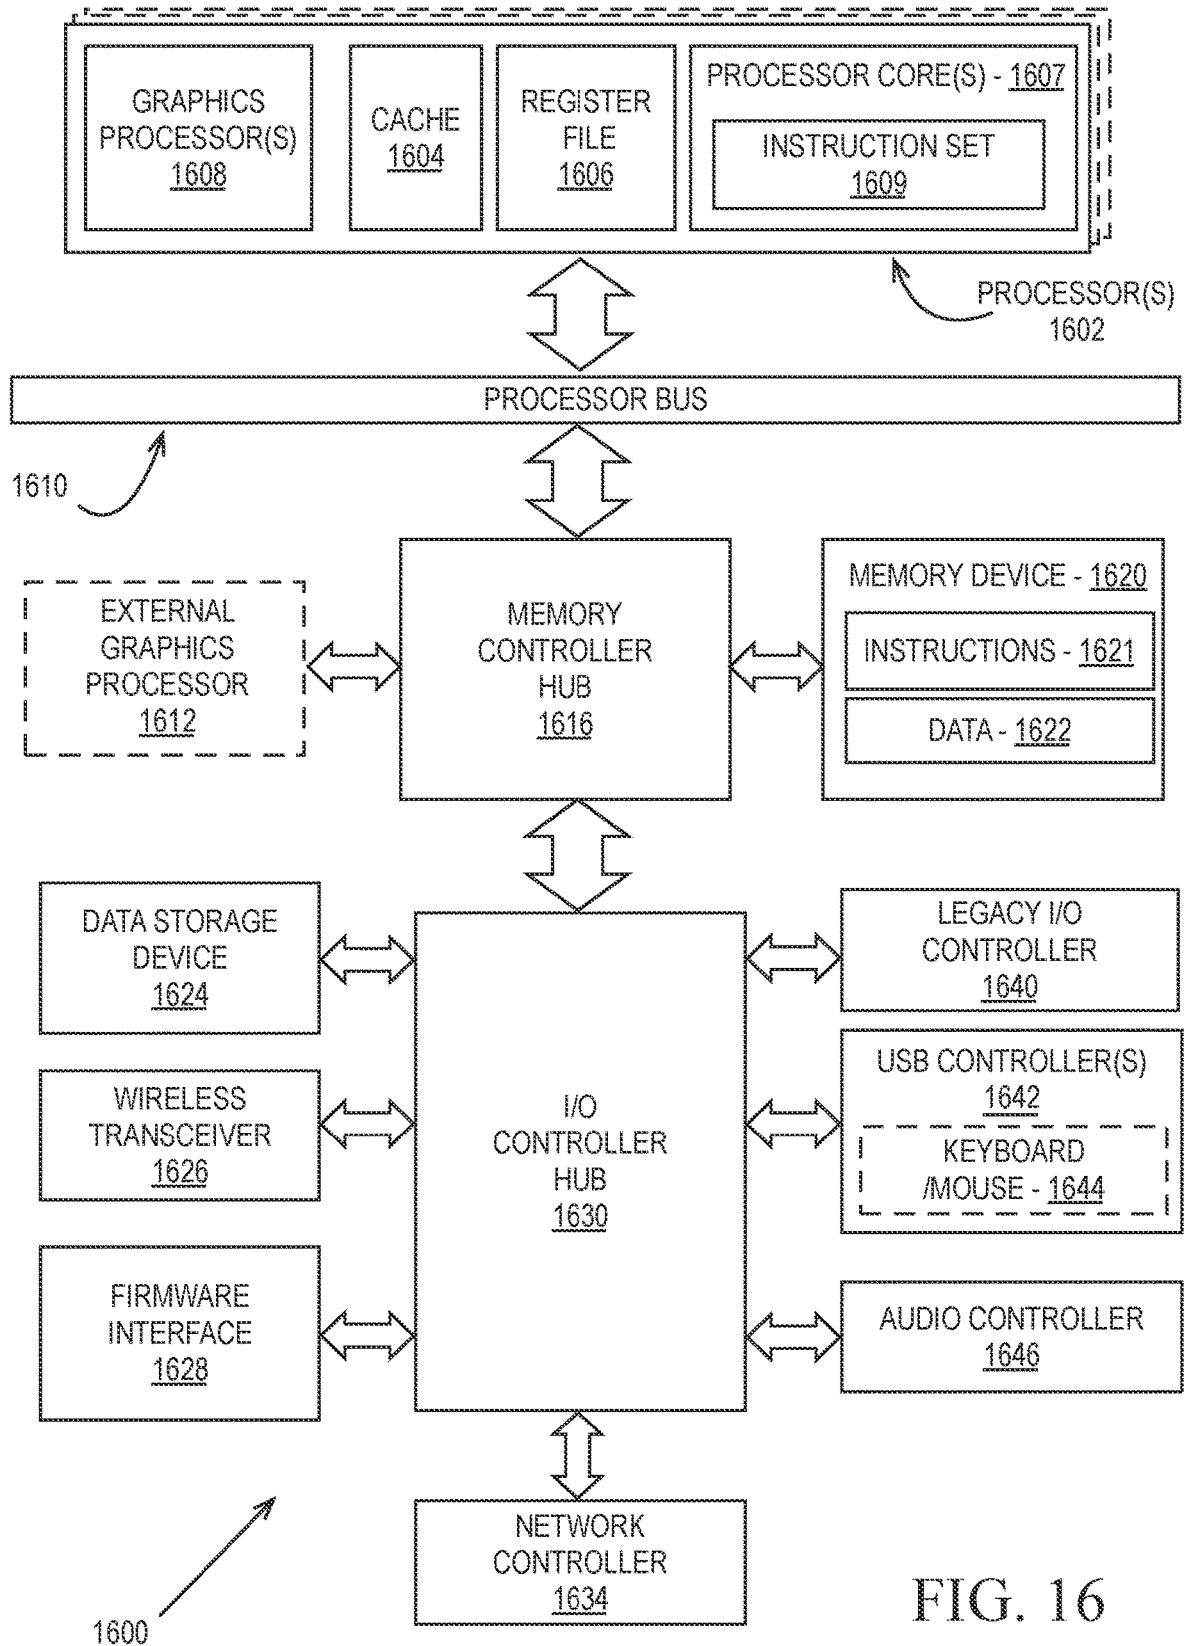 GRAPHICS
PROCESSOR(S)
1608
CACHE
1604
REGISTER
FILE
1606
PROCESSOR CORE(S) - 1607
INSTRUCTION SET
1609
PROCESSOR(S)
1602
PROCESSOR BUS
1610
EXTERNAL
GRAPHICS
PROCESSOR
1612
MEMORY
CONTROLLER
HUB
1616
MEMORY DEVICE - 1620
INSTRUCTIONS - 1621
DATA - 1622
DATA STORAGE
DEVICE
1624
WIRELESS
TRANSCEIVER
1626
FIRMWARE
INTERFACE
1628
I/O
CONTROLLER
HUB
1630
LEGACY I/O
CONTROLLER
1640
USB CONTROLLER(S)
1642
KEYBOARD
/MOUSE - 1644
AUDIO CONTROLLER
1646
NETWORK
CONTROLLER
1634
1600
FIG. 16